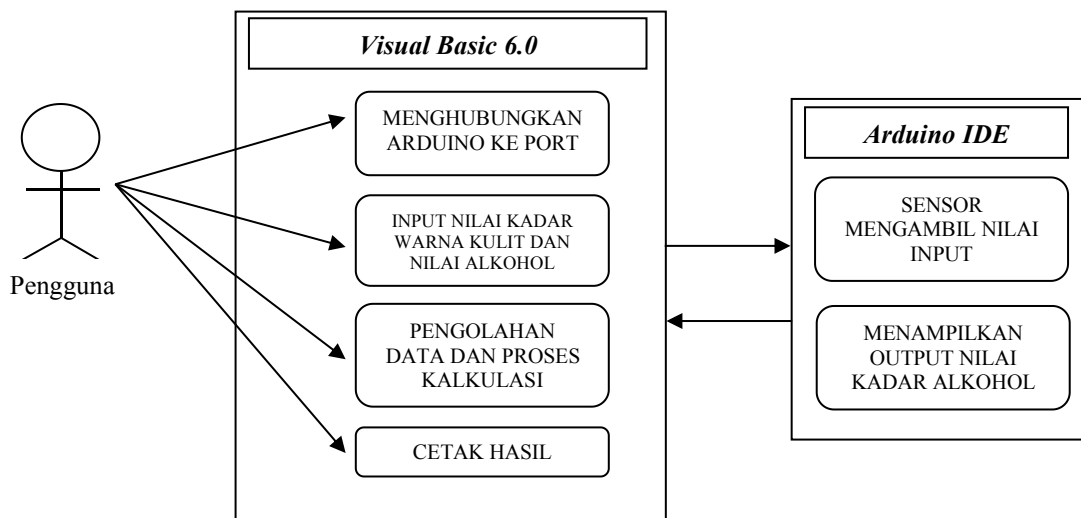 Visual Basic 6.0
MENGHUBUNGKAN
ARDUINO KE PORT
INPUT NILAI KADAR
WARNA KULIT DAN
NILAI ALKOHOL
PENGOLAHAN
DATA DAN PROSES
KALKULASI
CETAK HASIL
Pengguna
Arduino IDE
SENSOR
MENGAMBIL NILAI
INPUT
MENAMPILKAN
OUTPUT NILAI
KADAR ALKOHOL